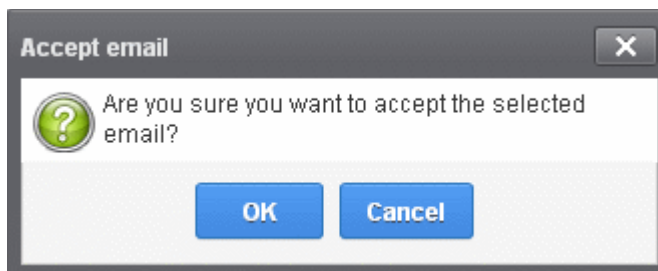 Accept email
Are you sure you want to accept the selected
email?
OK
Cancel